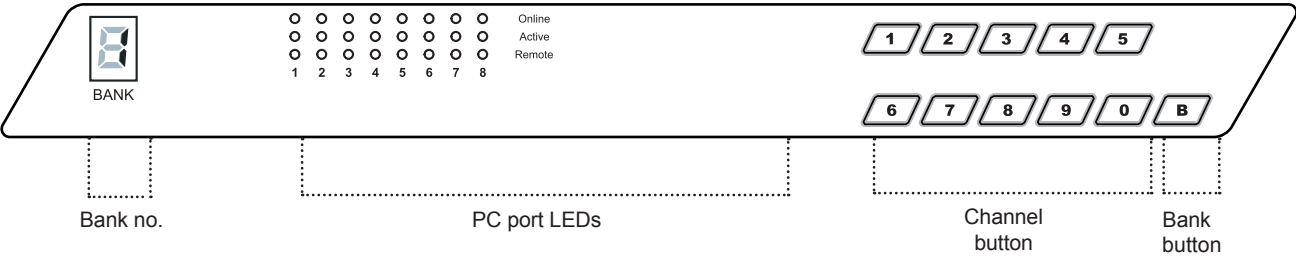 1
BANK
Online
Active
Remote
1 2 3 4 5 6 7 8
1 2 3 4 5
6 7 8 9 0 B
Bank no.
PC port LEDs
Channel
button
Bank
button